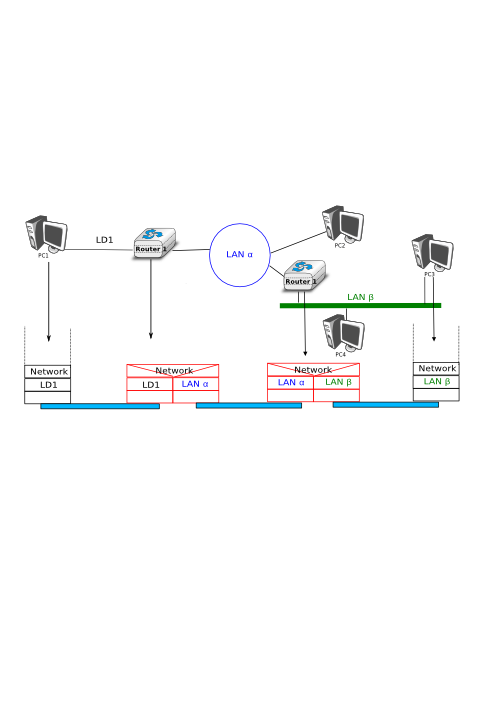 LD1
PC1
Router 1
LAN α
PC2
Router 1
PC3
LAN β
PC4
Network
LD1
Network
LD1 LAN α
Network
LAN α LAN β
Network
LAN β